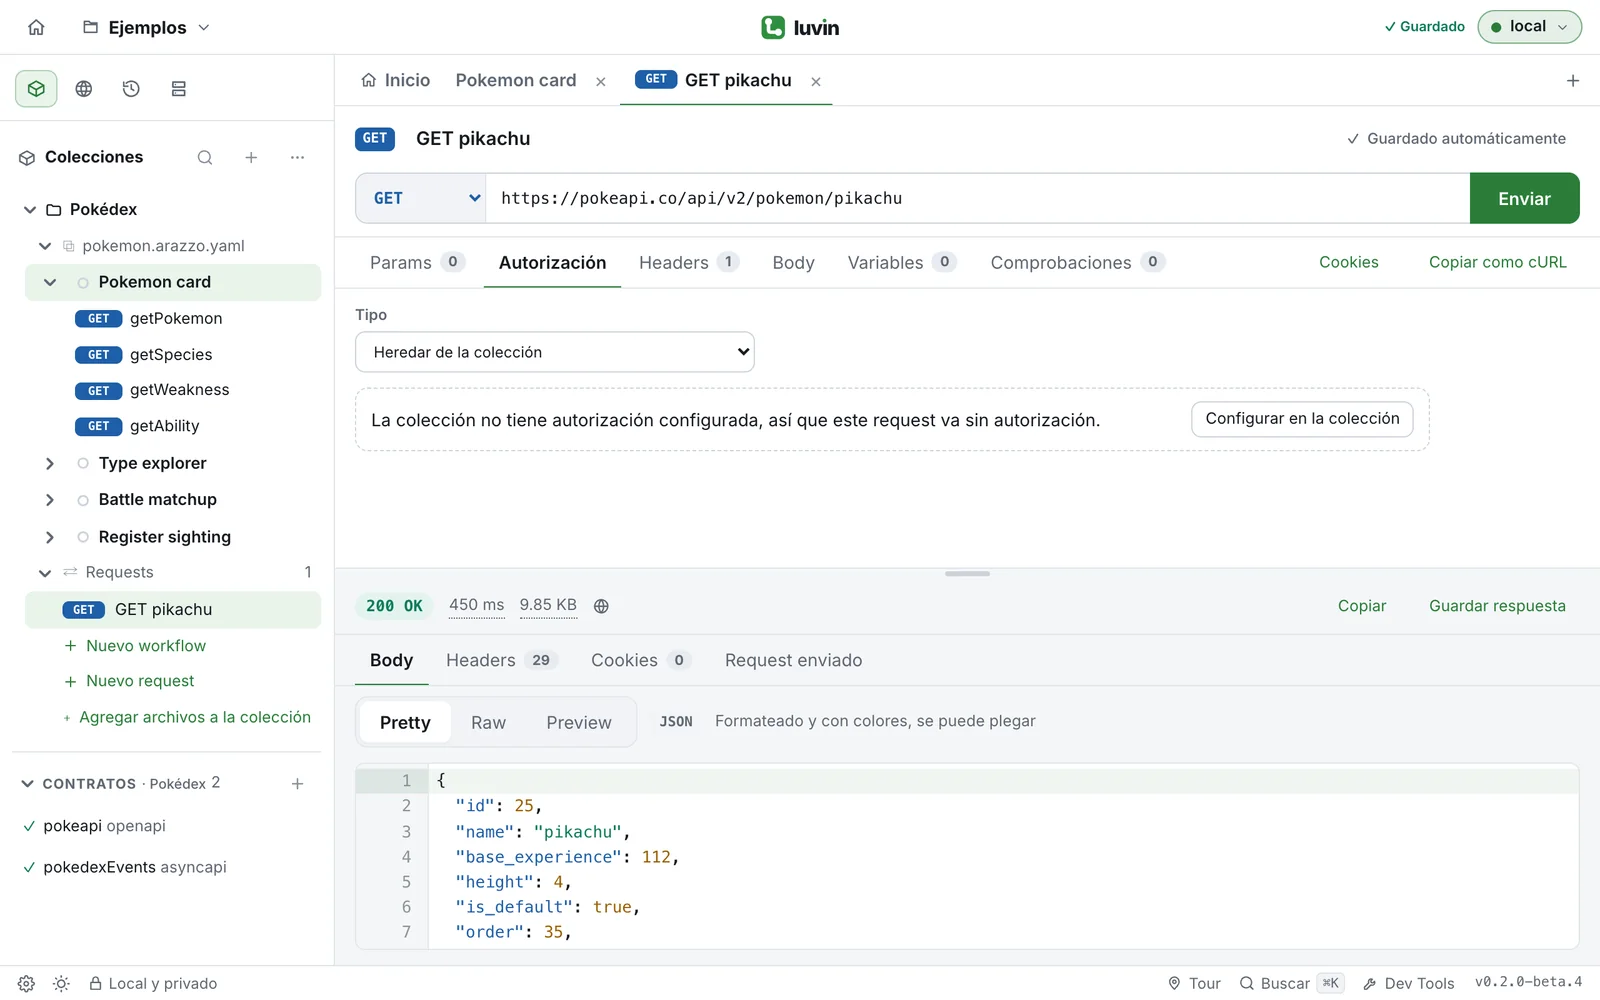 Ejemplos
luvin
Guardado
local
Inicio
Pokemon card
GET GET pikachu
Colecciones
Pokédex
pokemon.arazzo.yaml
Pokemon card
GET getPokemon
GET getSpecies
GET getWeakness
GET getAbility
Type explorer
Battle matchup
Register sighting
Requests 1
GET GET pikachu
+ Nuevo workflow
+ Nuevo request
+ Agregar archivos a la colección
CONTRATOS · Pokédex 2
pokeapi openapi
pokedexEvents asyncapi
GET GET pikachu
Guardado automáticamente
GET https://pokeapi.co/api/v2/pokemon/pikachu Enviar
Params 0 Autorización Headers 1 Body Variables 0 Comprobaciones 0 Cookies Copiar como cURL
Tipo
Heredar de la colección
La colección no tiene autorización configurada, así que este request va sin autorización. Configurar en la colección
200 OK 450 ms 9.85 KB Copiar Guardar respuesta
Body Headers 29 Cookies 0 Request enviado
Pretty Raw Preview JSON Formateado y con colores, se puede plegar
1 {
2 "id": 25,
3 "name": "pikachu",
4 "base_experience": 112,
5 "height": 4,
6 "is_default": true,
7 "order": 35,
Local y privado
Tour Buscar ⌘K Dev Tools v0.2.0-beta.4